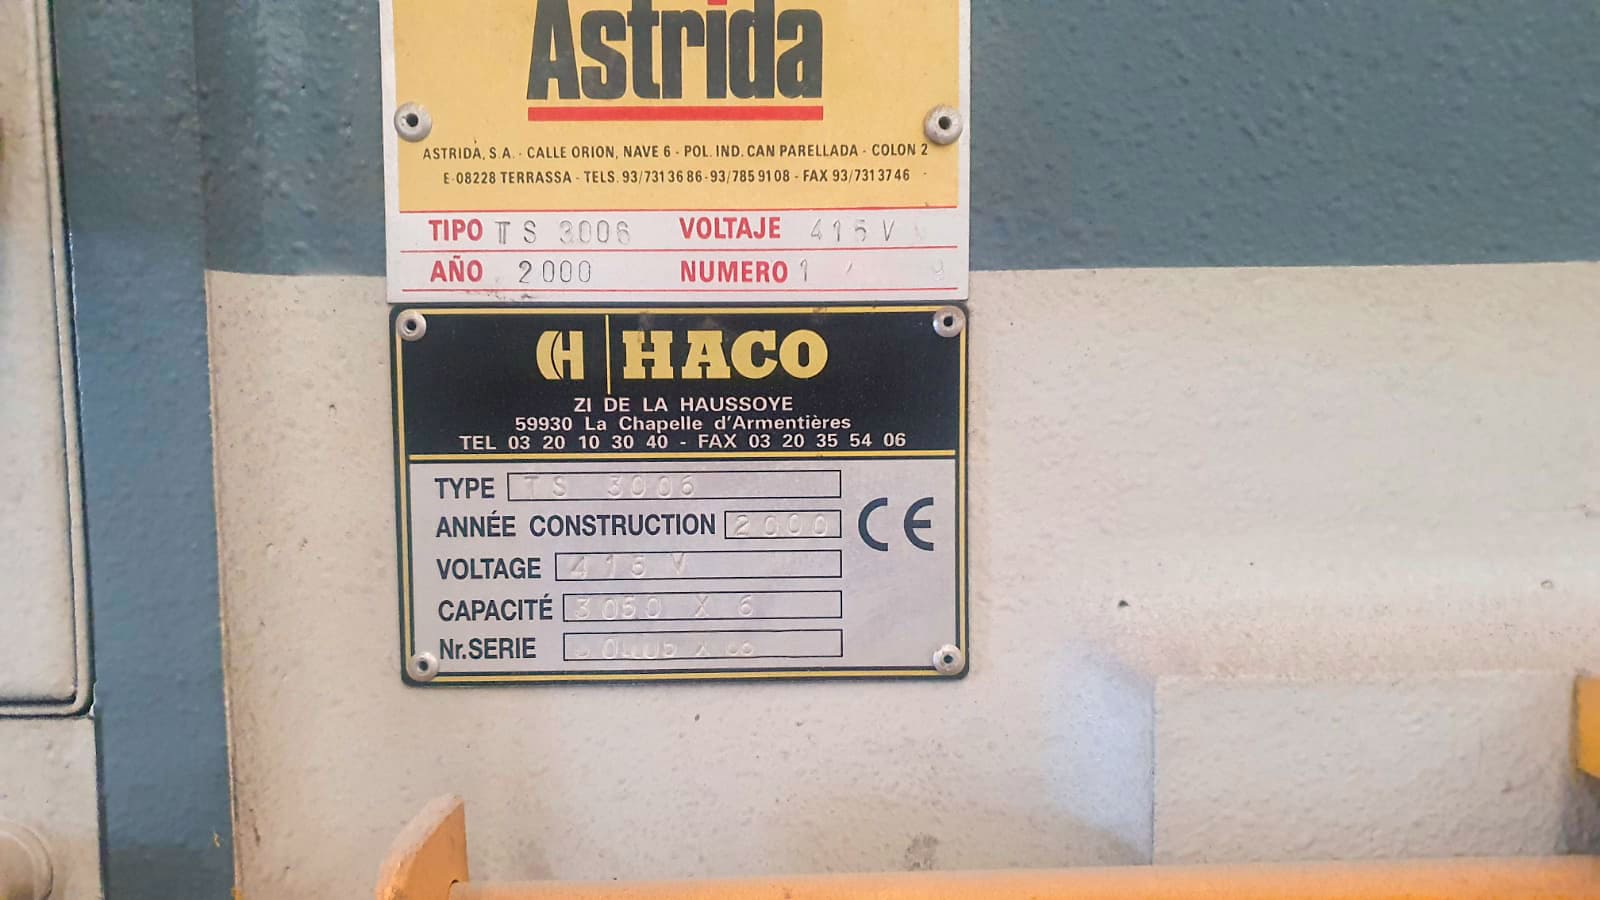 Astrida
ASTRIDA, S.A. - CALLE ORION, NAVE 6 - POL. IND. CAN PARELLADA - COLON 2
E-08228 TERRASSA - TELS. 93/731 36 86-93/785 91 08 - FAX 93/731 37 46
TIPO TS 3006 VOLTAJE 415 V
AÑO 2000 NUMERO
H HACO
ZI DE LA HAUSSOYE
59930 La Chapelle d'Armentières
TEL 03 20 10 30 40 - FAX 03 20 35 54 06
TYPE TS 3006
ANNÉE CONSTRUCTION 2000
CE
VOLTAGE 415 V
CAPACITÉ 3050 X 6
Nr. SERIE